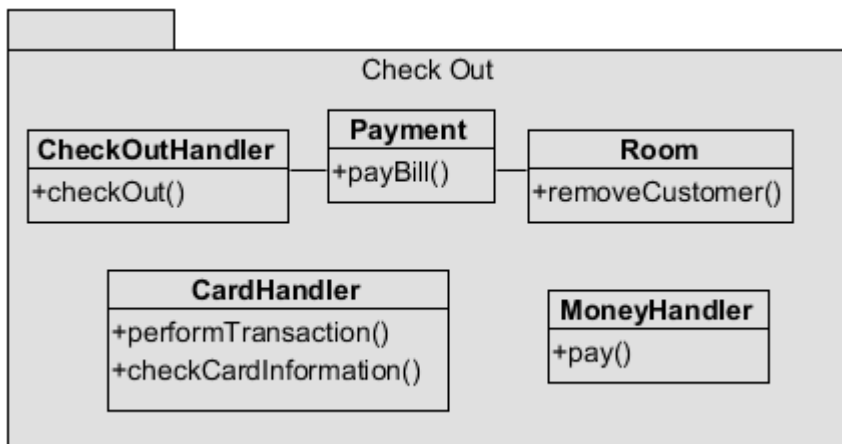 Check Out
CheckOutHandler
+checkOut()
Payment
+payBill()
Room
+removeCustomer()
CardHandler
+performTransaction()
+checkCardInformation()
MoneyHandler
+pay()